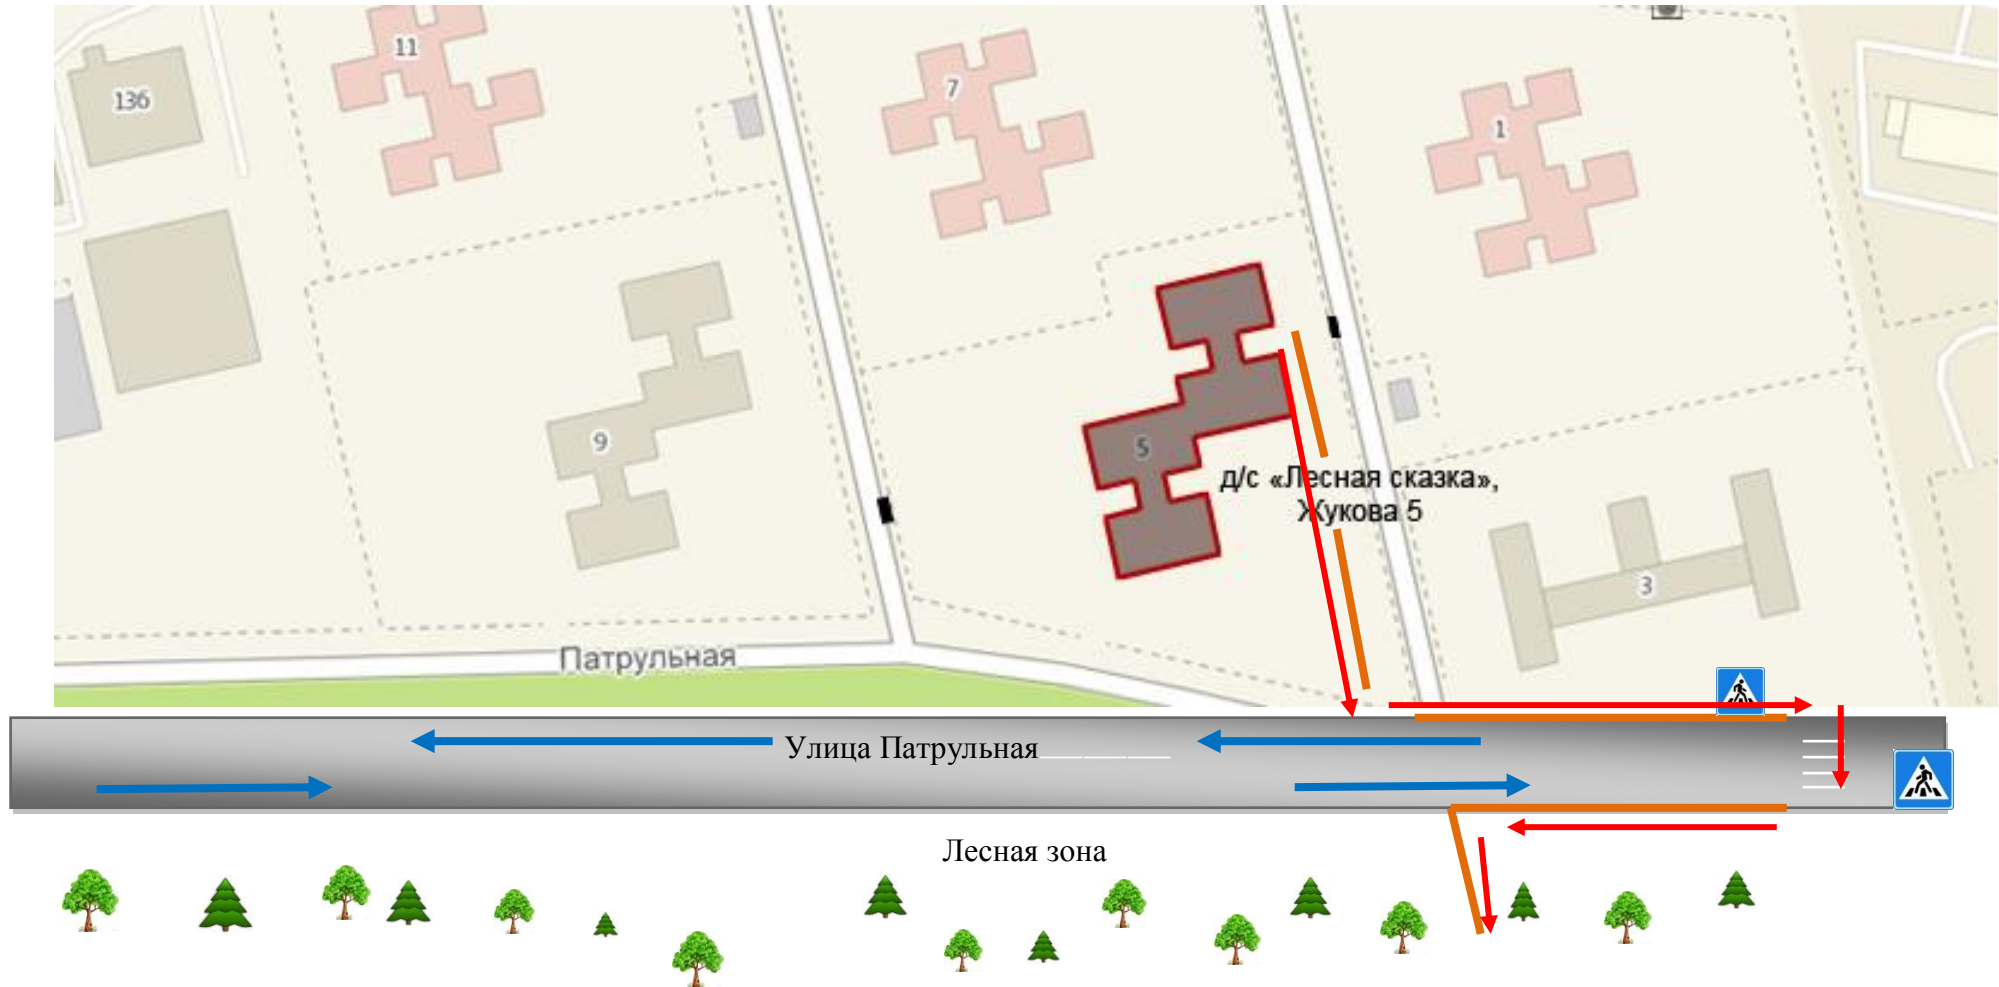 11
7
136
1
9
5
д/с «Лесная сказка»,
Жукова 5
3
Патрульная
Улица Патрульная
Лесная зона